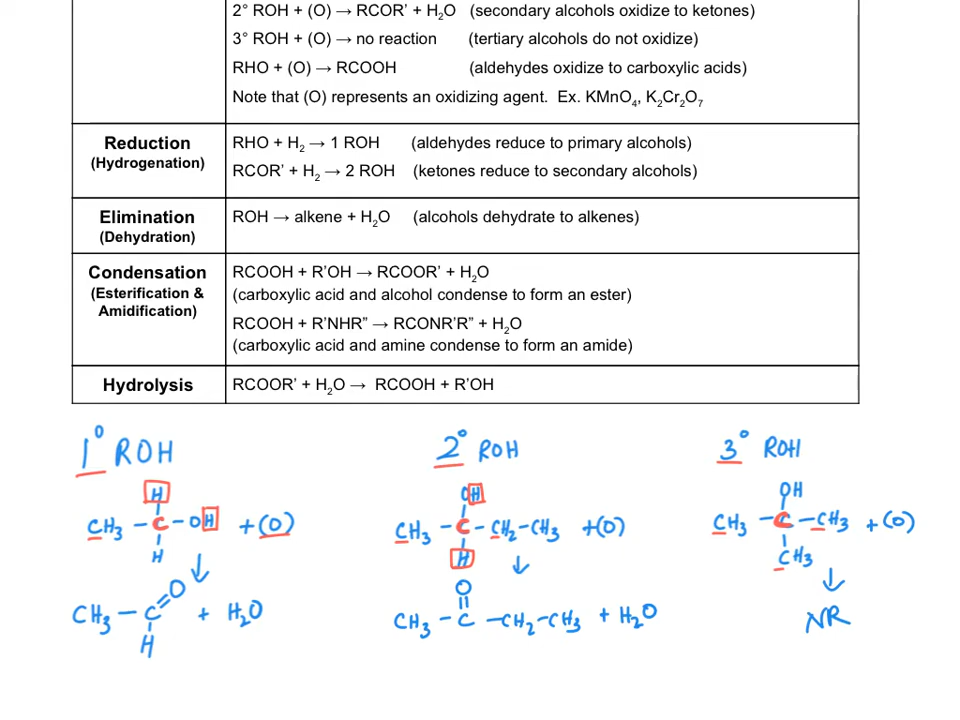 2° ROH + (O) → RCOR’ + H₂O (secondary alcohols oxidize to ketones)
3° ROH + (O) → no reaction (tertiary alcohols do not oxidize)
RHO + (O) → RCOOH (aldehydes oxidize to carboxylic acids)
Note that (O) represents an oxidizing agent. Ex. KMnO₄, K₂Cr₂O₇
Reduction
(Hydrogenation)
RHO + H₂ → 1 ROH (aldehydes reduce to primary alcohols)
RCOR’ + H₂ → 2 ROH (ketones reduce to secondary alcohols)
Elimination
(Dehydration)
ROH → alkene + H₂O (alcohols dehydrate to alkenes)
Condensation
(Esterification &
Amidification)
RCOOH + R’OH → RCOOR’ + H₂O
(carboxylic acid and alcohol condense to form an ester)
RCOOH + R’NHR” → RCONR’R” + H₂O
(carboxylic acid and amine condense to form an amide)
Hydrolysis
RCOOR’ + H₂O → RCOOH + R’OH
1° ROH
H
CH₃ – C – OH + (O)
H
↓
O
CH₃ – C + H₂O
H
2° ROH
OH
CH₃ – C – CH₂ – CH₃ + (O)
H
↓
O
CH₃ – C – CH₂ – CH₃ + H₂O
3° ROH
OH
CH₃ – C – CH₃ + (O)
CH₃
↓
NR